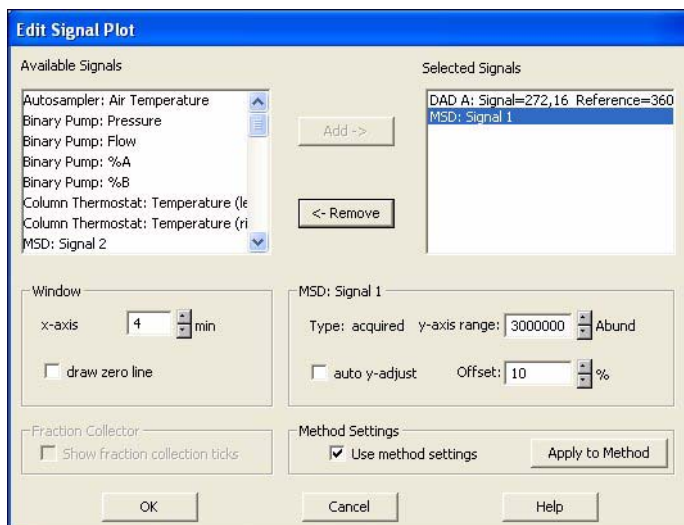 Edit Signal Plot
Available Signals
Autosampler: Air Temperature
Binary Pump: Pressure
Binary Pump: Flow
Binary Pump: %A
Binary Pump: %B
Column Thermostat: Temperature (le
Column Thermostat: Temperature (ri
MSD: Signal 2
Add ->
<- Remove
Selected Signals
DAD A: Signal=272,16 Reference=360
MSD: Signal 1
Window
x-axis 4 min
draw zero line
MSD: Signal 1
Type: acquired y-axis range: 3000000 Abund
auto y-adjust Offset: 10 %
Fraction Collector
Show fraction collection ticks
Method Settings
Use method settings Apply to Method
OK Cancel Help